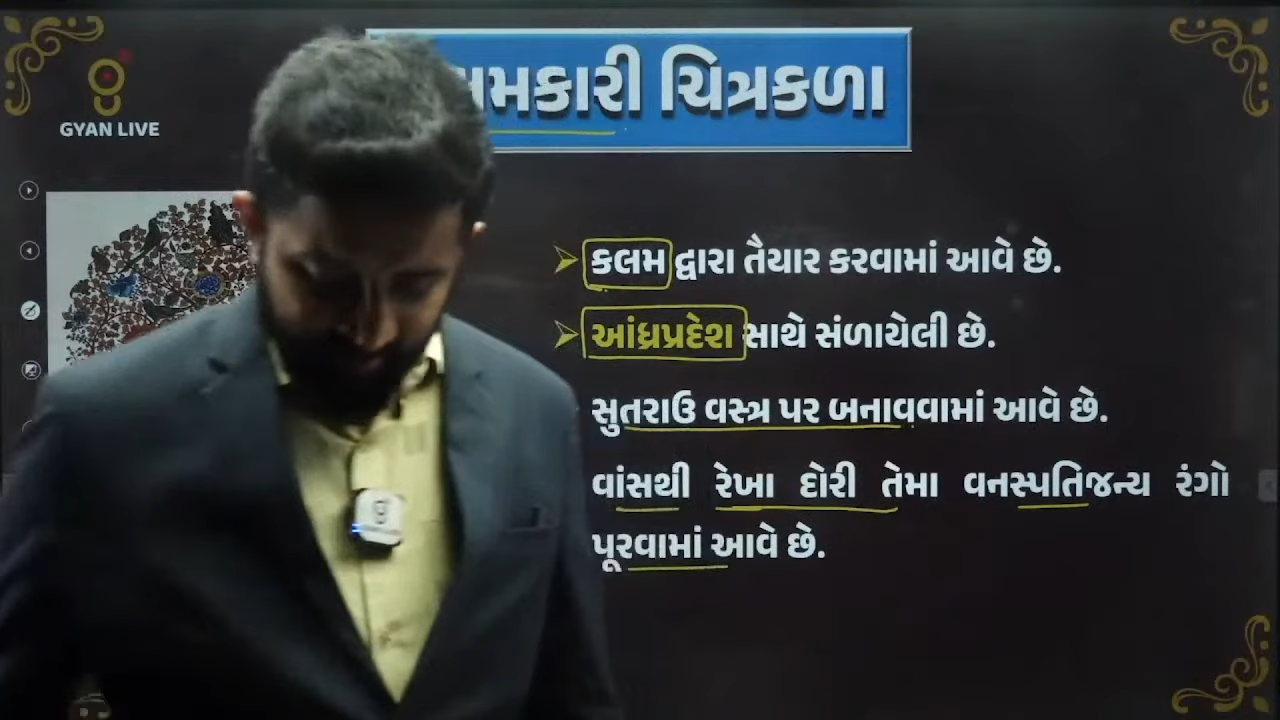 ચિત્રકળા
GYAN LIVE
કલમ દ્વારા તૈયાર કરવામાં આવે છે.
આંધ્રપ્રદેશ સાથે સંળાયેલી છે.
સુતરાઉ વસ્ત્ર પર બનાવવામાં આવે છે.
વાંસથી રેખા દોરી તેમા વનસ્પતિજન્ય રંગો
પૂરવામાં આવે છે.